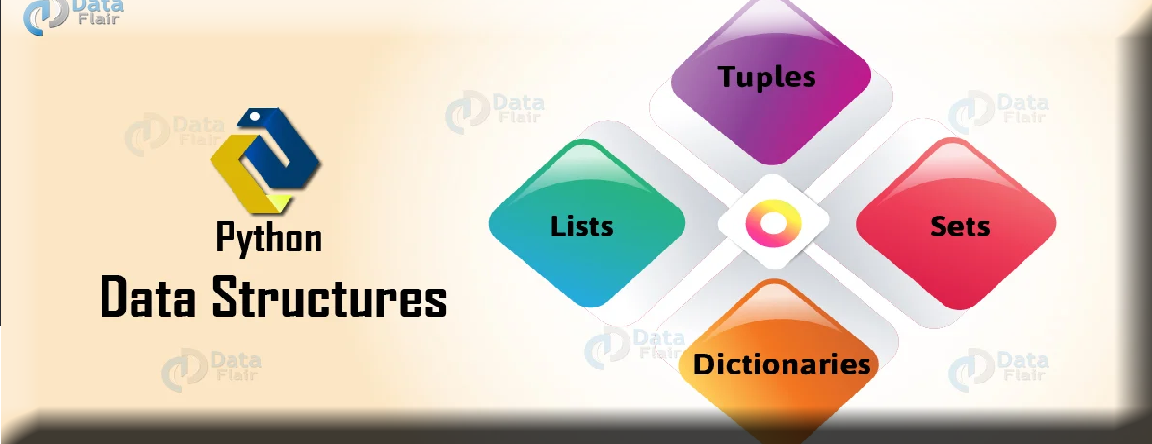 Data
Flair
Tuples
Data
Flair
Data
Flair
Data
Flair
Python
Data Structures
Lists
Sets
Data
Flair
Dictionaries
Data
Flair
Data
Flair